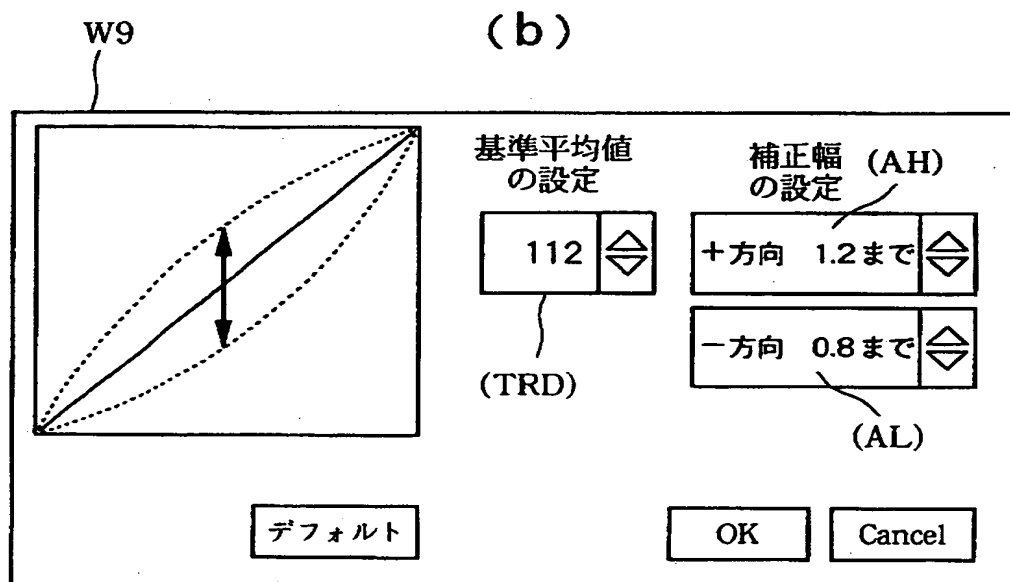 (b)
W9
基準平均値
の設定
112
(TRD)
補正幅
の設定
(AH)
＋方向 1.2まで
－方向 0.8まで
(AL)
デフォルト
OK
Cancel